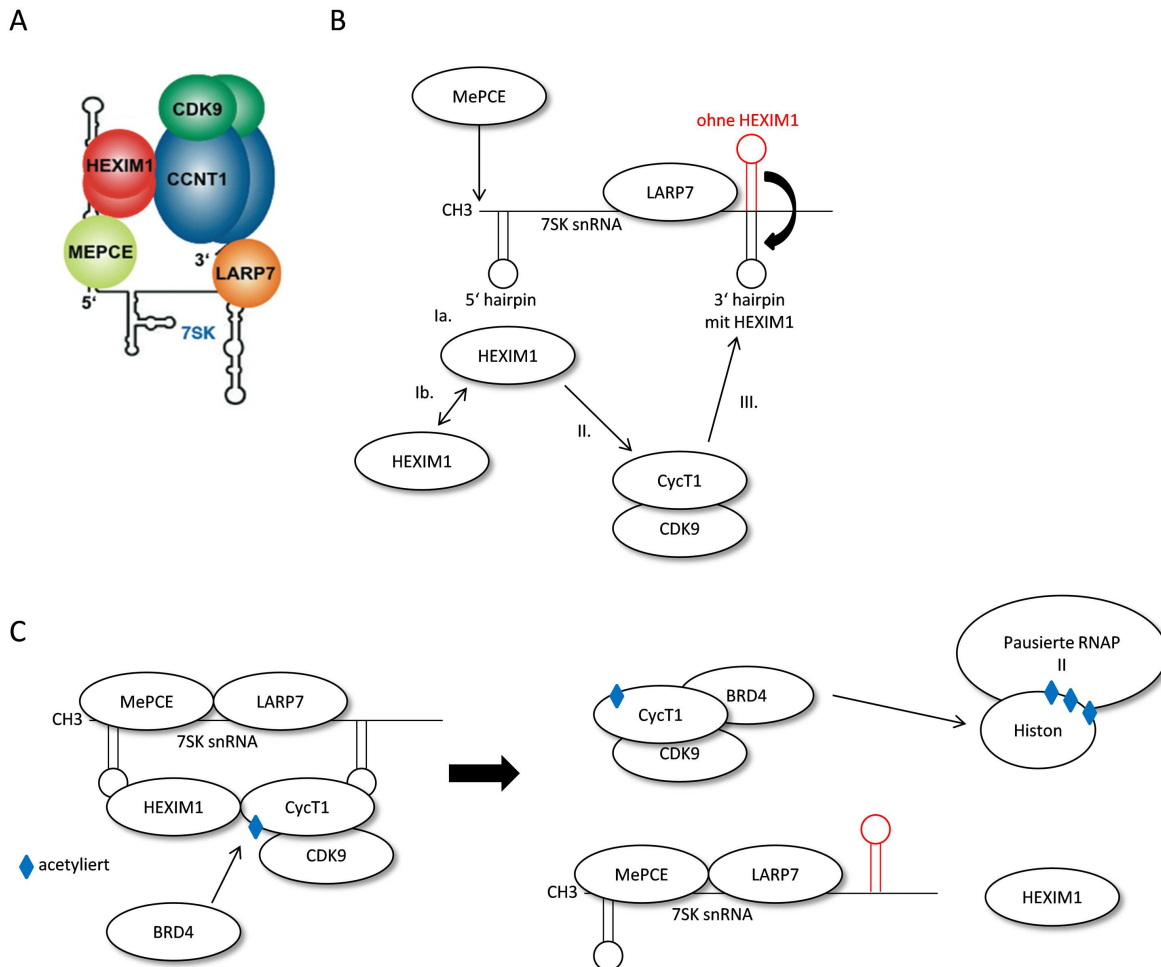 A
CDK9
HEXIM1
CCNT1
MEPCE
3‘
LARP7
5‘
7SK
B
MePCE
ohne HEXIM1
LARP7
CH3
7SK snRNA
5‘ hairpin
3‘ hairpin
mit HEXIM1
Ia.
HEXIM1
Ib.
II.
III.
HEXIM1
CycT1
CDK9
C
MePCE
LARP7
CH3
7SK snRNA
HEXIM1
CycT1
CDK9
acetyliert
BRD4
CycT1
BRD4
CDK9
Pausierte RNAP
II
Histon
MePCE
LARP7
CH3
7SK snRNA
HEXIM1